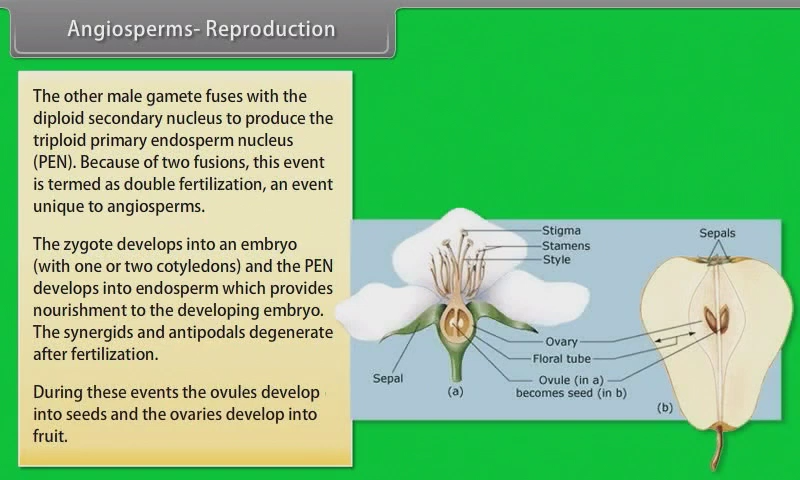 Angiosperms- Reproduction
The other male gamete fuses with the
diploid secondary nucleus to produce the
triploid primary endosperm nucleus
(PEN). Because of two fusions, this event
is termed as double fertilization, an event
unique to angiosperms.
The zygote develops into an embryo
(with one or two cotyledons) and the PEN
develops into endosperm which provides
nourishment to the developing embryo.
The synergids and antipodals degenerate
after fertilization.
During these events the ovules develop
into seeds and the ovaries develop into
fruit.
Stigma
Stamens
Style
Sepals
Ovary
Floral tube
Sepal
Ovule (in a)
becomes seed (in b)
(a)
(b)